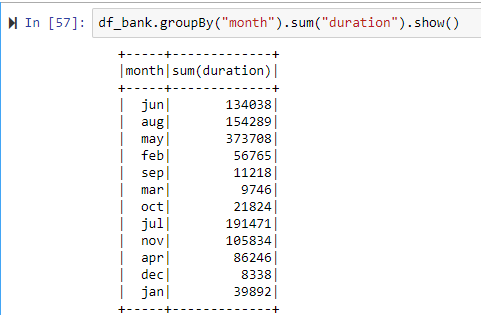 In [57]: df_bank.groupBy("month").sum("duration").show()
+-----+-------------+
|month|sum(duration)|
+-----+-------------+
|  jun|       134038|
|  aug|       154289|
|  may|       373708|
|  feb|        56765|
|  sep|        11218|
|  mar|         9746|
|  oct|        21824|
|  jul|       191471|
|  nov|       105834|
|  apr|        86246|
|  dec|         8338|
|  jan|        39892|
+-----+-------------+